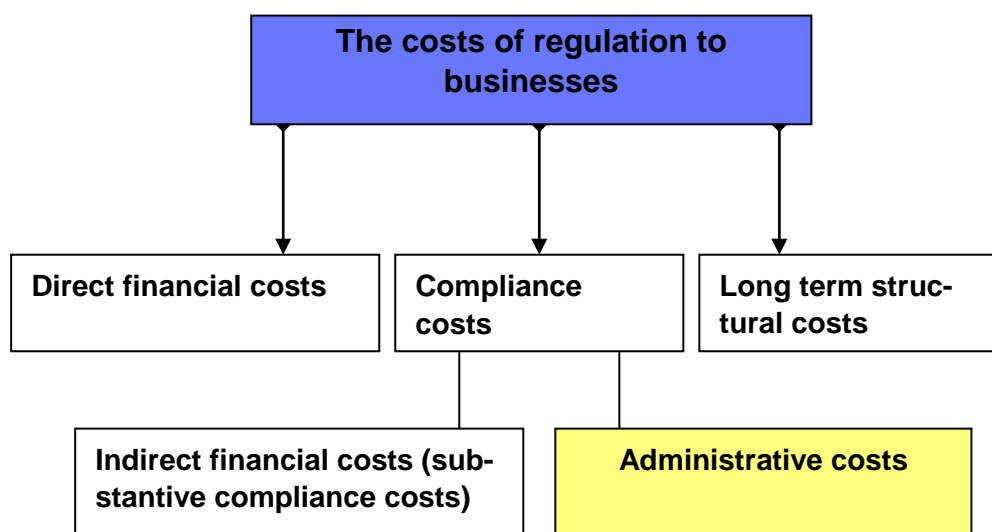 The costs of regulation to
businesses
Direct financial costs
Compliance
costs
Long term struc-
tural costs
Indirect financial costs (sub-
stantive compliance costs)
Administrative costs